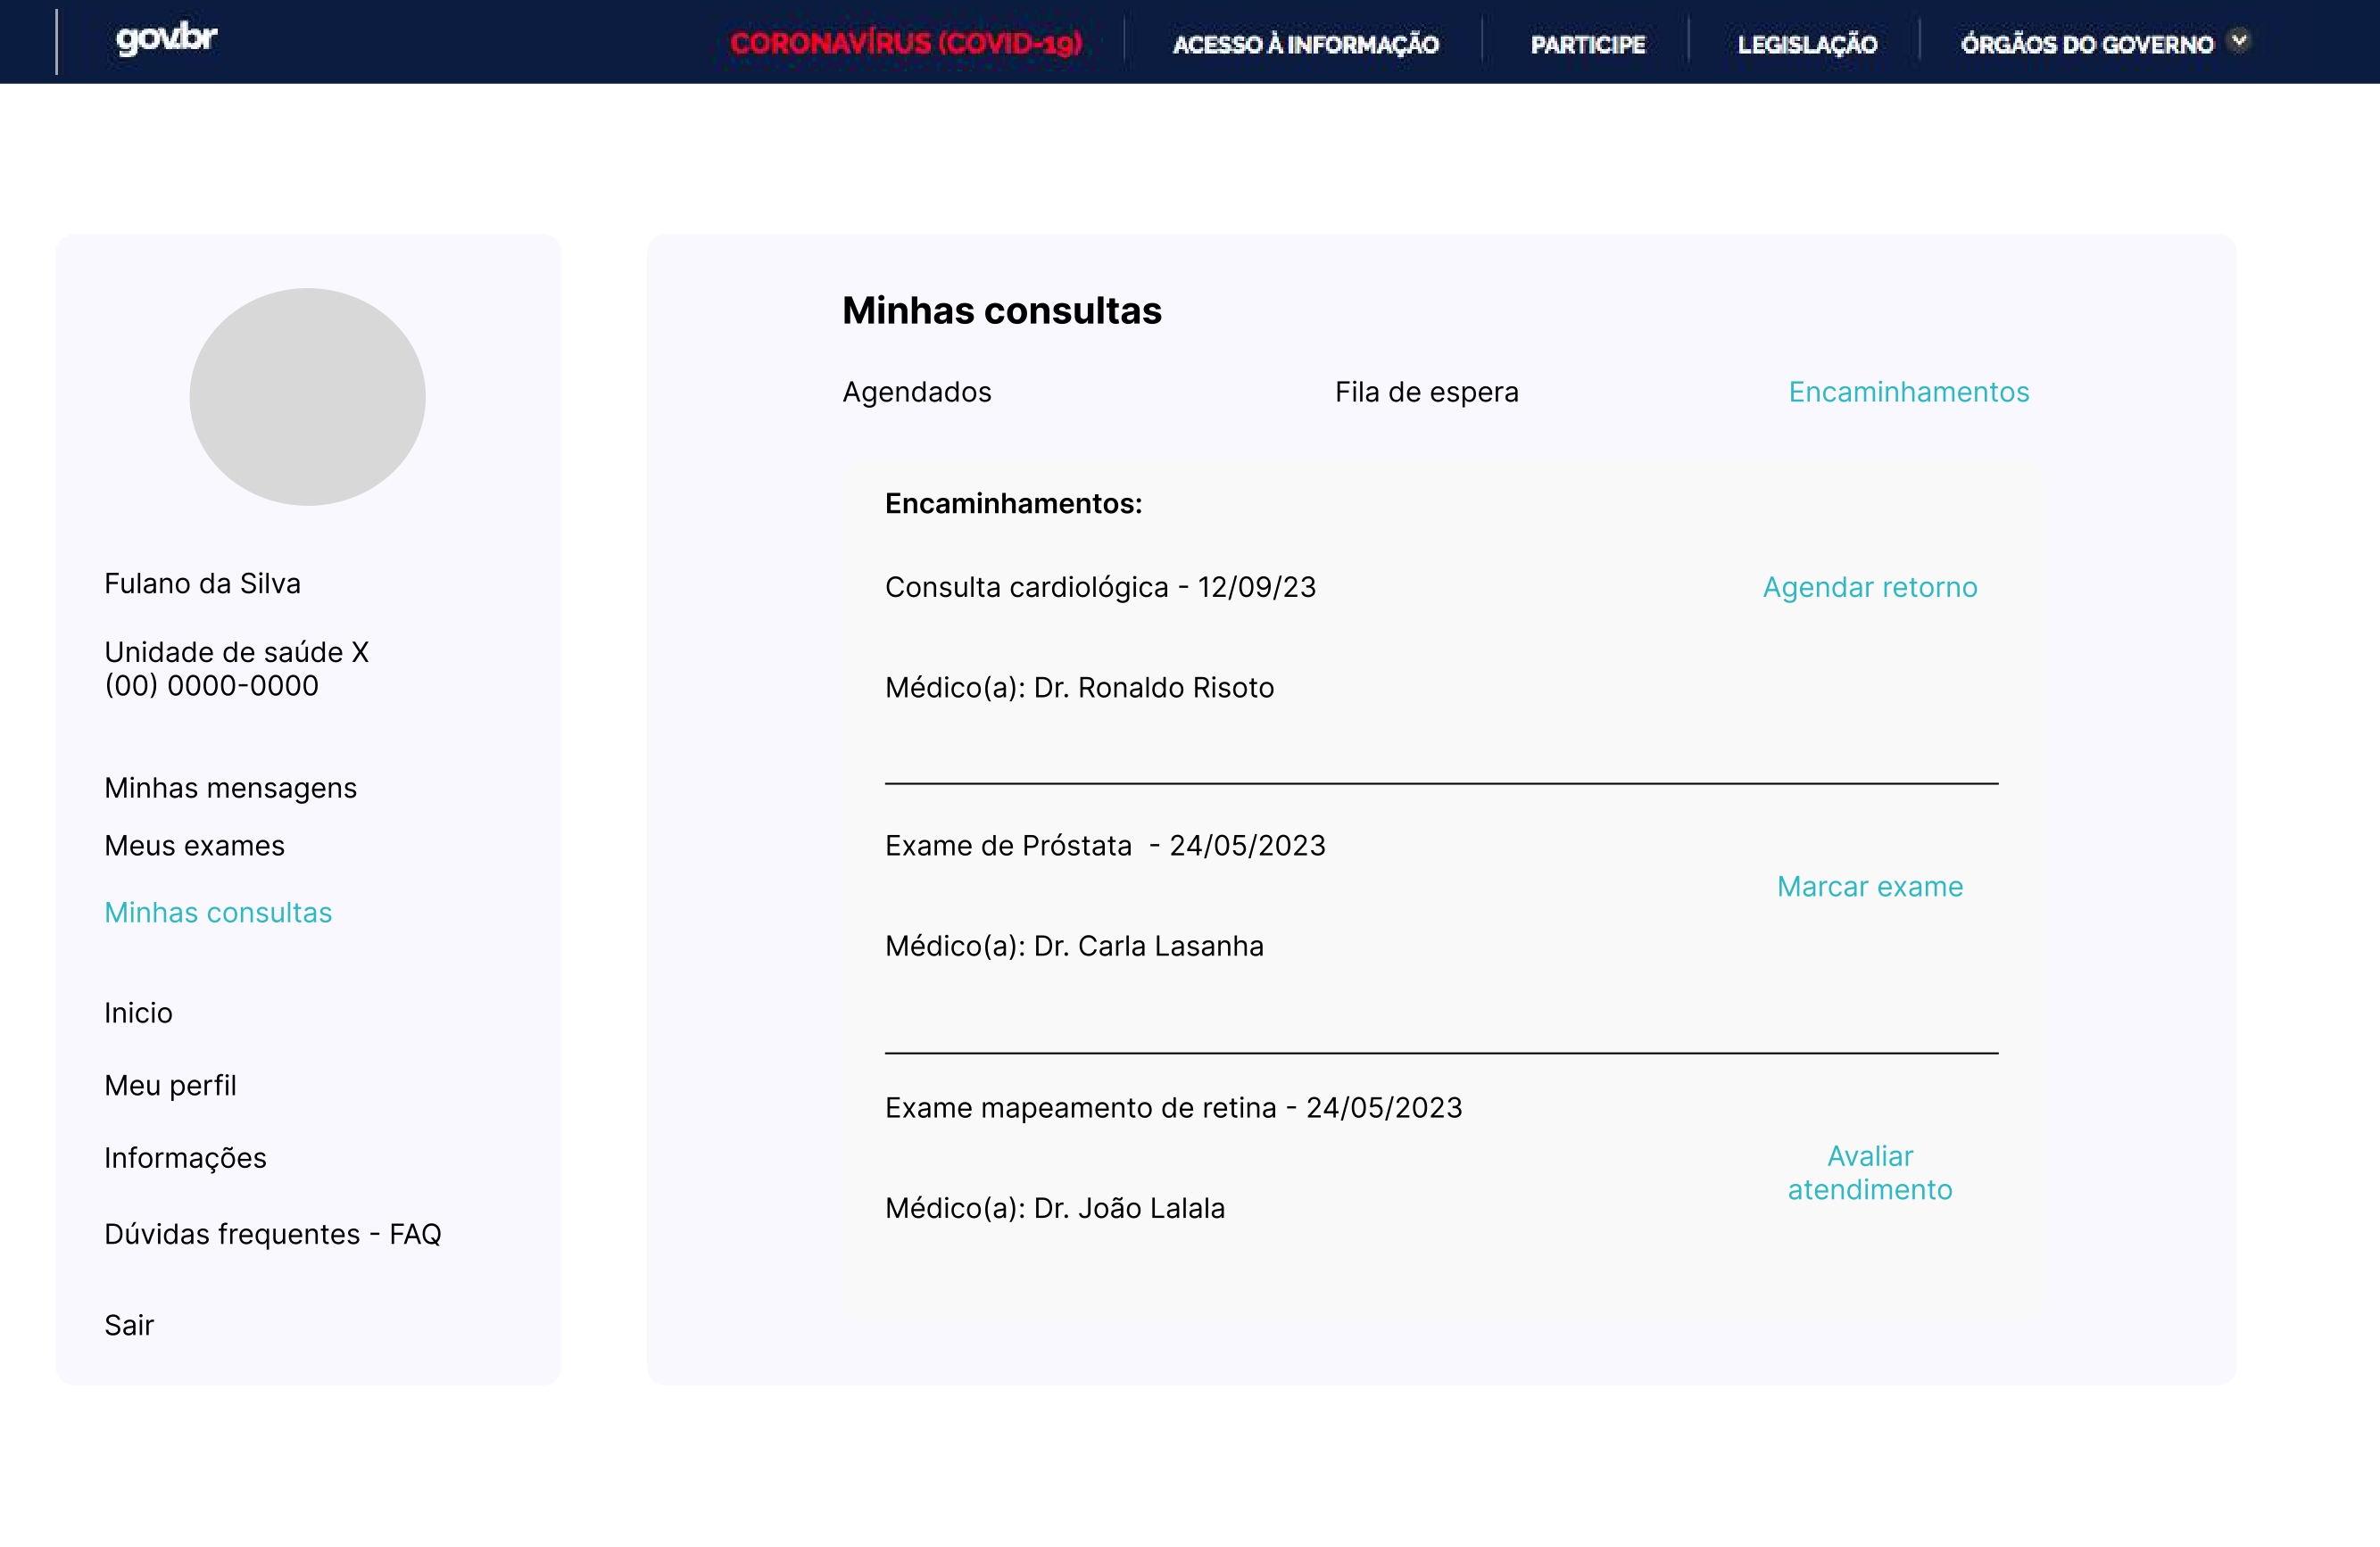 gov.br
CORONAVÍRUS (COVID-19)
ACESSO À INFORMAÇÃO
PARTICIPE
LEGISLAÇÃO
ÓRGÃOS DO GOVERNO
Fulano da Silva
Unidade de saúde X
(00) 0000-0000
Minhas mensagens
Meus exames
Minhas consultas
Inicio
Meu perfil
Informações
Dúvidas frequentes - FAQ
Sair
Minhas consultas
Agendados
Fila de espera
Encaminhamentos
Encaminhamentos:
Consulta cardiológica - 12/09/23
Agendar retorno
Médico(a): Dr. Ronaldo Risoto
Exame de Próstata  - 24/05/2023
Marcar exame
Médico(a): Dr. Carla Lasanha
Exame mapeamento de retina - 24/05/2023
Avaliar
atendimento
Médico(a): Dr. João Lalala